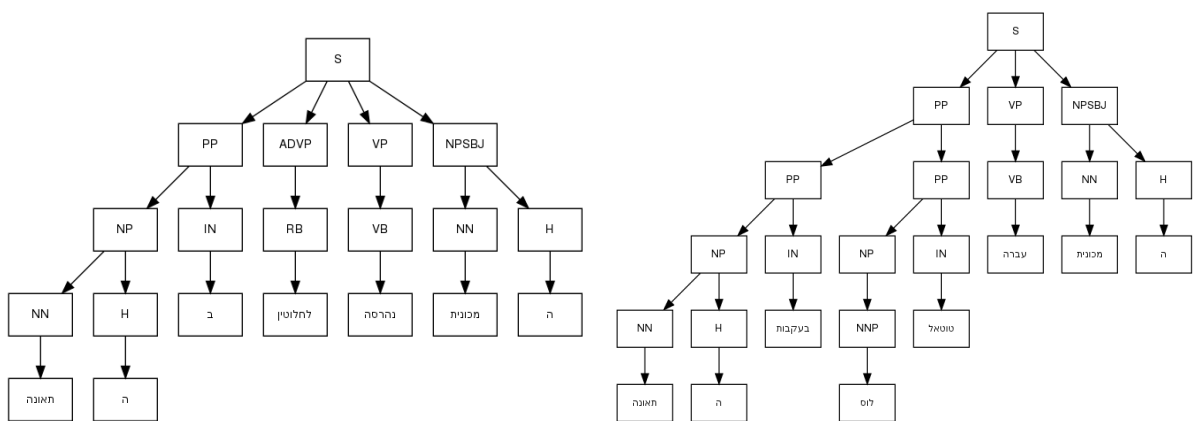 S
PP ADVP VP NPSBJ
NP IN RB VB NN H
NN H ב לחלוטין נהרסה מכונית ה
תאונה ה
S
PP VP NPSBJ
PP PP VB NN H
NP IN NP IN עברה מכונית ה
NN H בעקבות NNP טוטאל
תאונה ה לוס